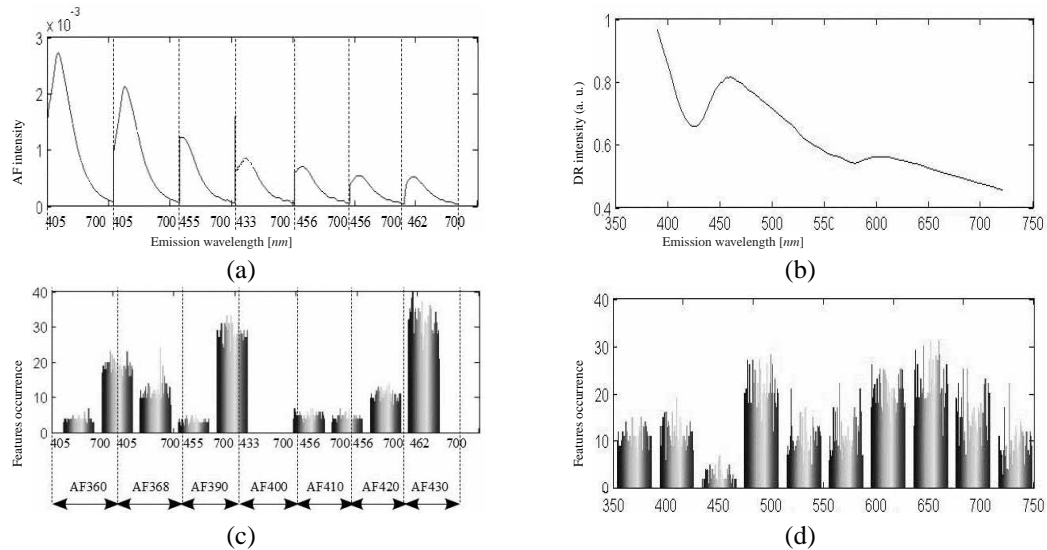 × 10⁻³
3
2
1
0
AF intensity
405 700 405 700 455 700 433 700 456 700 456 700 462 700
Emission wavelength [nm]
(a)
1
0.8
0.6
0.4
DR intensity (a. u.)
350 400 450 500 550 600 650 700 750
Emission wavelength [nm]
(b)
40
30
20
10
0
Features occurrence
405 700 405 700 455 700 433 700 456 700 456 700 462 700
AF360 AF368 AF390 AF400 AF410 AF420 AF430
(c)
40
30
20
10
0
Features occurrence
350 400 450 500 550 600 650 700 750
(d)